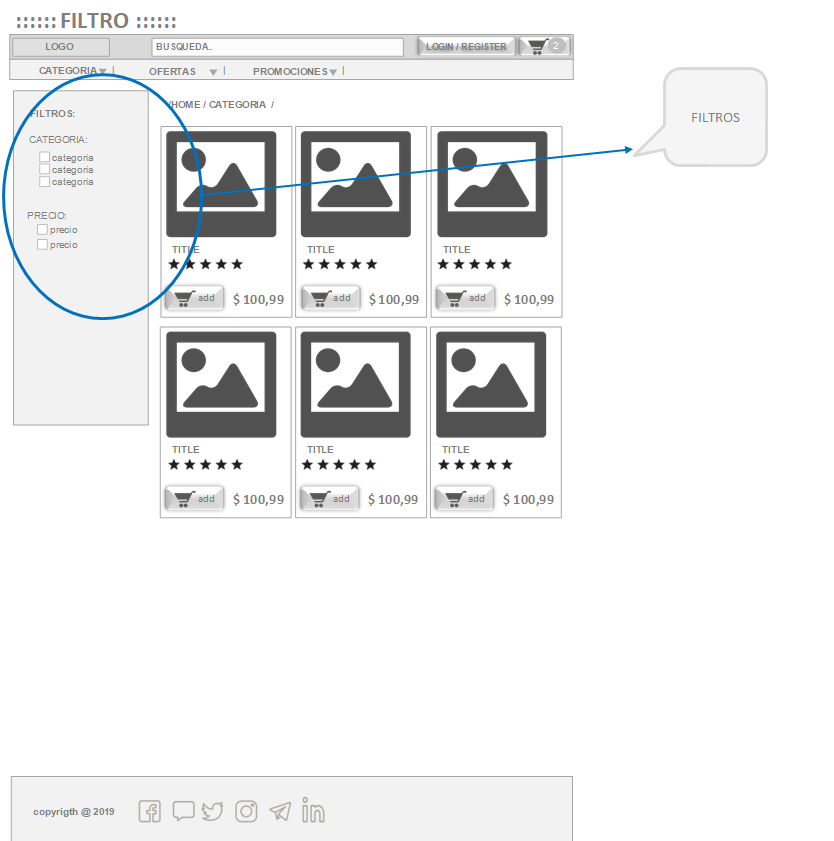 :::::: FILTRO ::::::
LOGO
BUSQUEDA..
LOGIN / REGISTER
2
CATEGORIA |
OFERTAS |
PROMOCIONES |
FILTROS:
/HOME / CATEGORIA /
FILTROS
CATEGORIA:
categoria
categoria
categoria
PRECIO:
precio
precio
TITLE TITLE TITLE
add $ 100,99 add $ 100,99 add $ 100,99
TITLE TITLE TITLE
add $ 100,99 add $ 100,99 add $ 100,99
copyrigth @ 2019